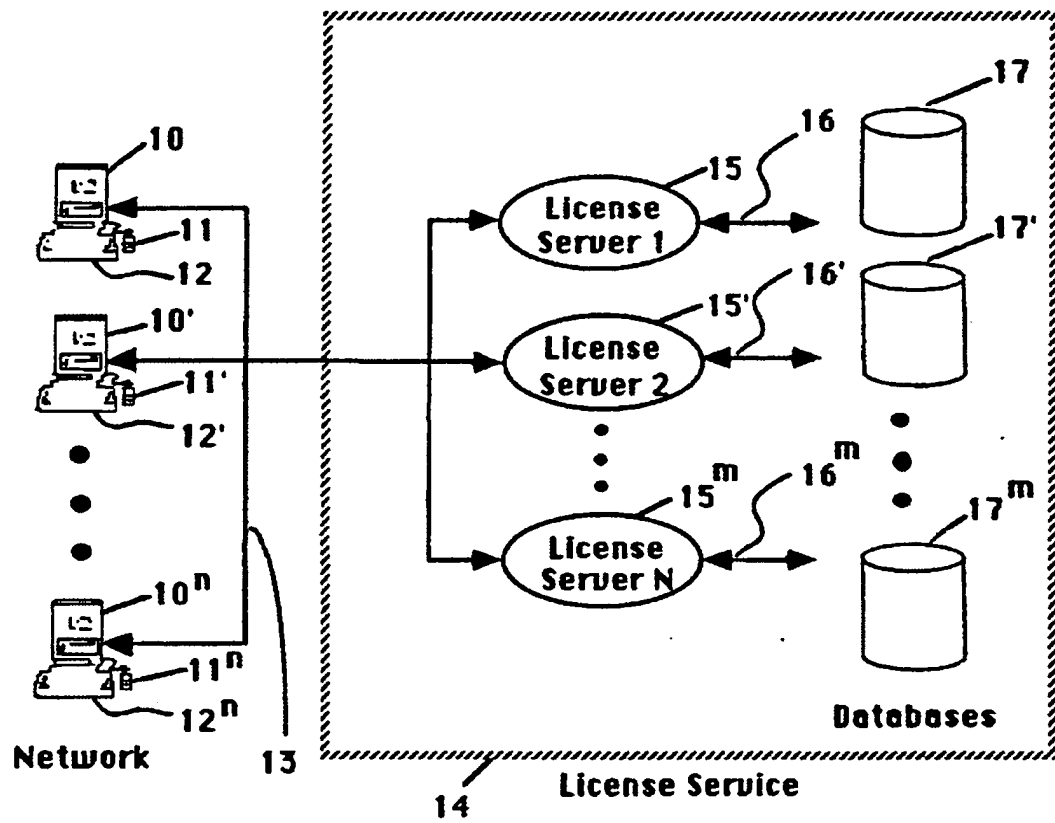 17
16
10
15
License
Server 1
11
17'
12
16'
10'
15'
License
Server 2
11'
12'
16^m
15^m
17^m
License
Server N
10^n
11^n
12^n
Databases
Network
13
License Service
14